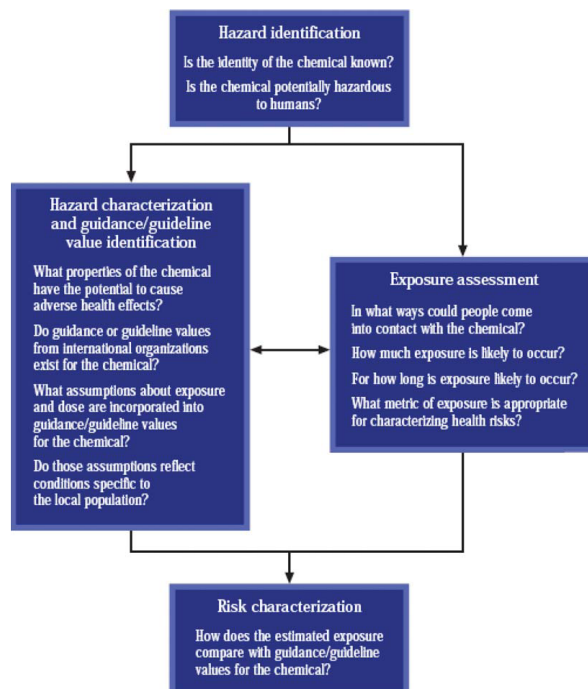 Hazard identification
Is the identity of the chemical known?
Is the chemical potentially hazardous
to humans?
Hazard characterization
and guidance/guideline
value identification
What properties of the chemical
have the potential to cause
adverse health effects?
Do guidance or guideline values
from international organizations
exist for the chemical?
What assumptions about exposure
and dose are incorporated into
guidance/guideline values
for the chemical?
Do those assumptions reflect
conditions specific to
the local population?
Exposure assessment
In what ways could people come
into contact with the chemical?
How much exposure is likely to occur?
For how long is exposure likely to occur?
What metric of exposure is appropriate
for characterizing health risks?
Risk characterization
How does the estimated exposure
compare with guidance/guideline
values for the chemical?